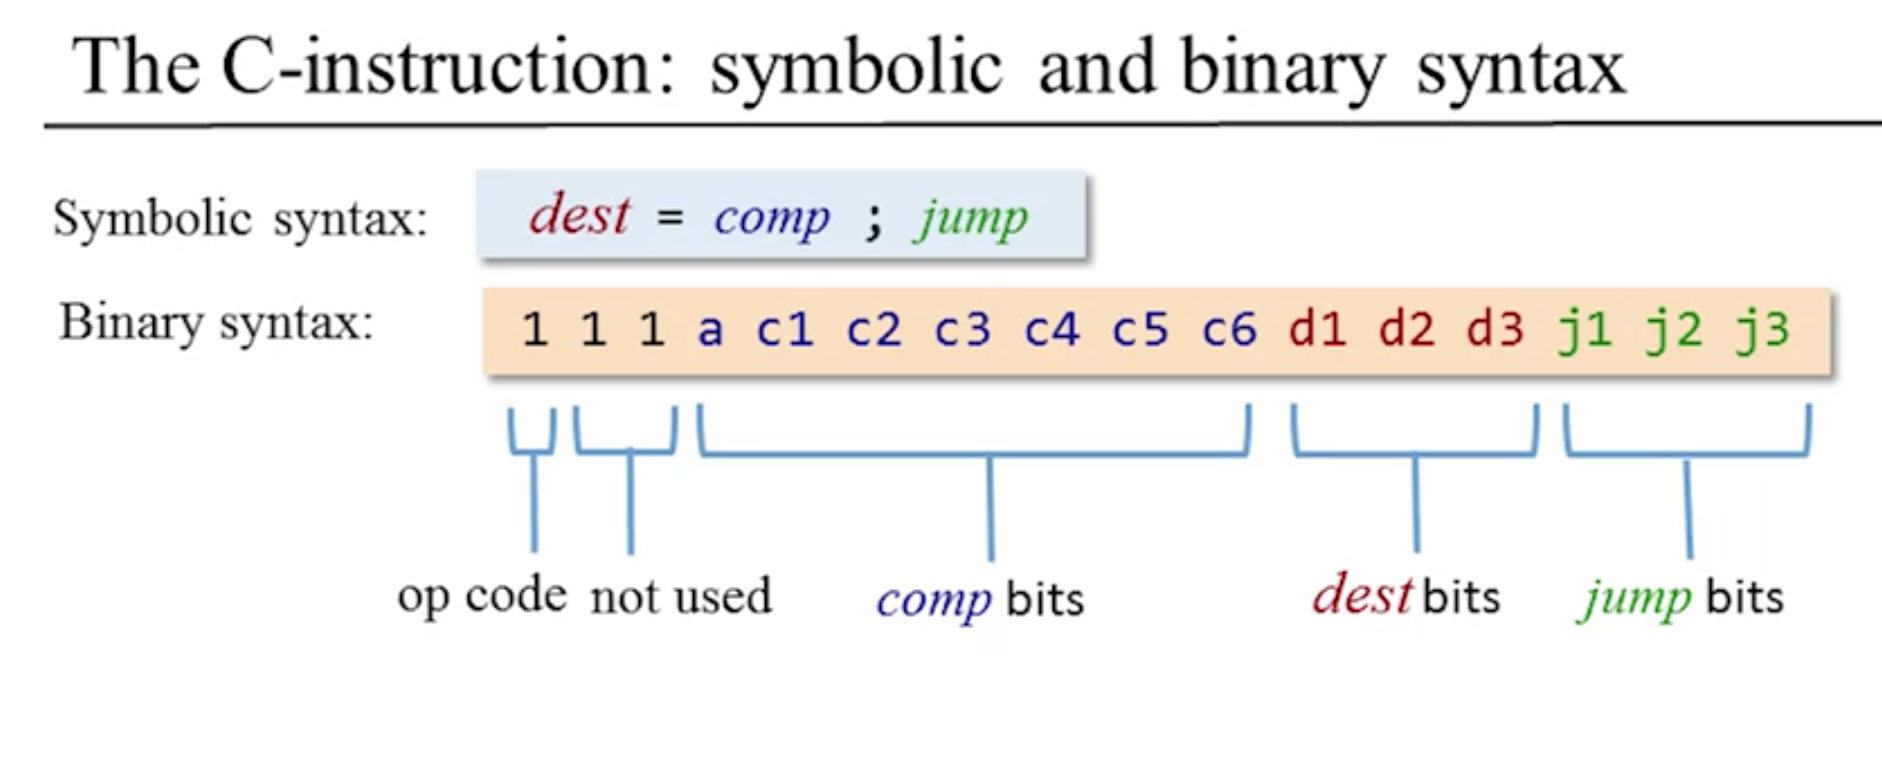 The C-instruction: symbolic and binary syntax
Symbolic syntax: dest = comp ; jump
Binary syntax: 1 1 1 a c1 c2 c3 c4 c5 c6 d1 d2 d3 j1 j2 j3
op code not used comp bits dest bits jump bits